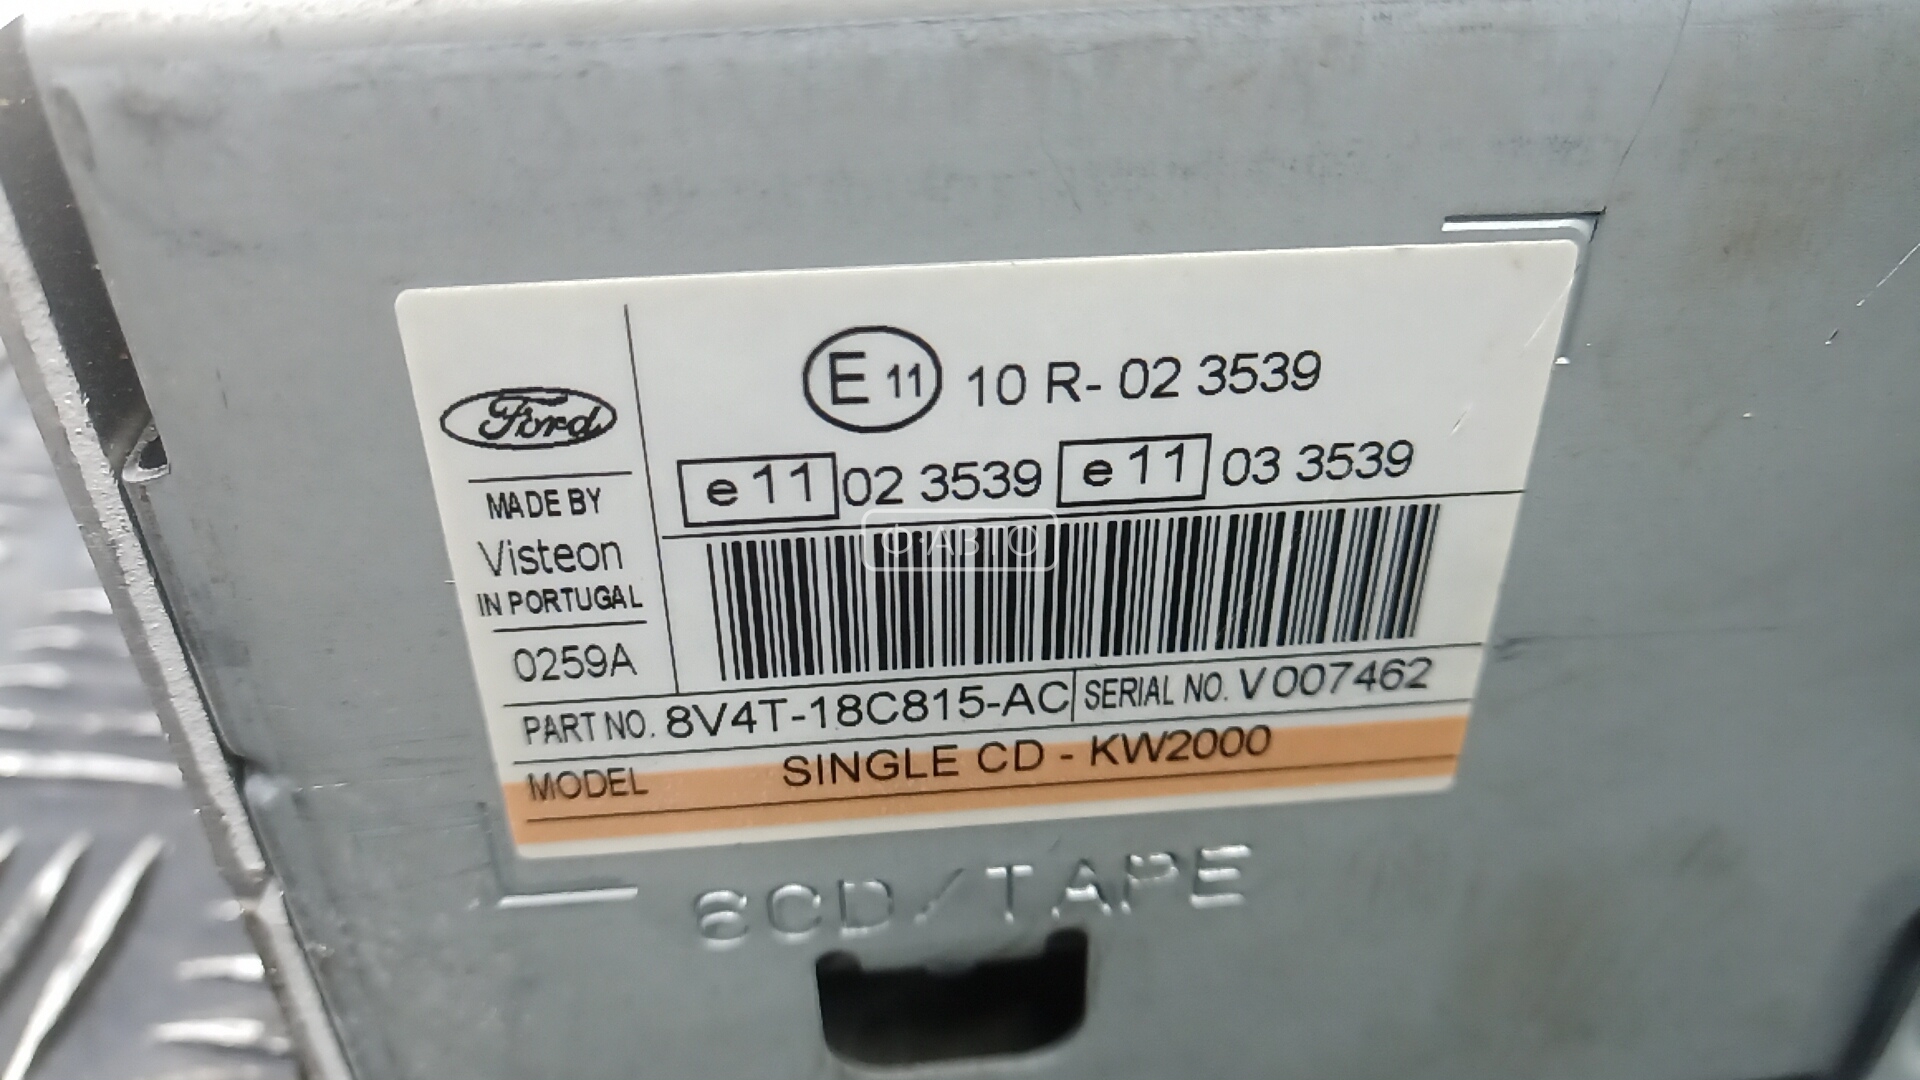 E 11 10 R- 02 3539
Ford
e 11 02 3539 e 11 03 3539
MADE BY
Visteon
IN PORTUGAL
0259A
О·АВТО
PART NO. 8V4T-18C815-AC SERIAL NO. V 007462
MODEL SINGLE CD - KW2000
6CD/TAPE